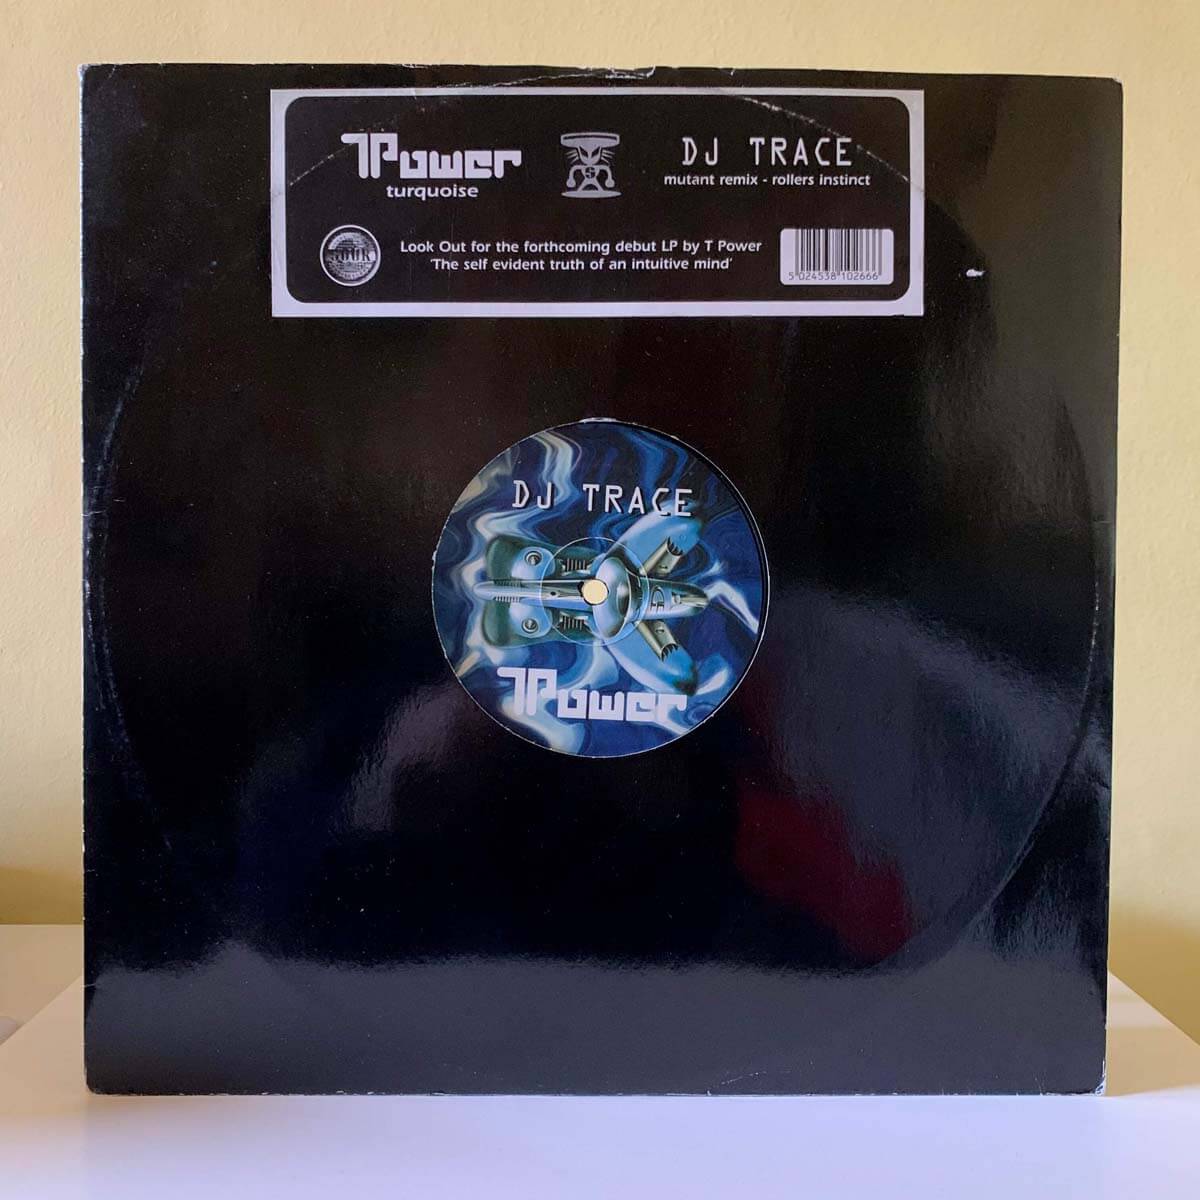 TPower
turquoise
S
DJ TRACE
mutant remix - rollers instinct
SOUR
Look Out for the forthcoming debut LP by T Power
'The self evident truth of an intuitive mind'
5 024538 102666
DJ TRACE
TPower